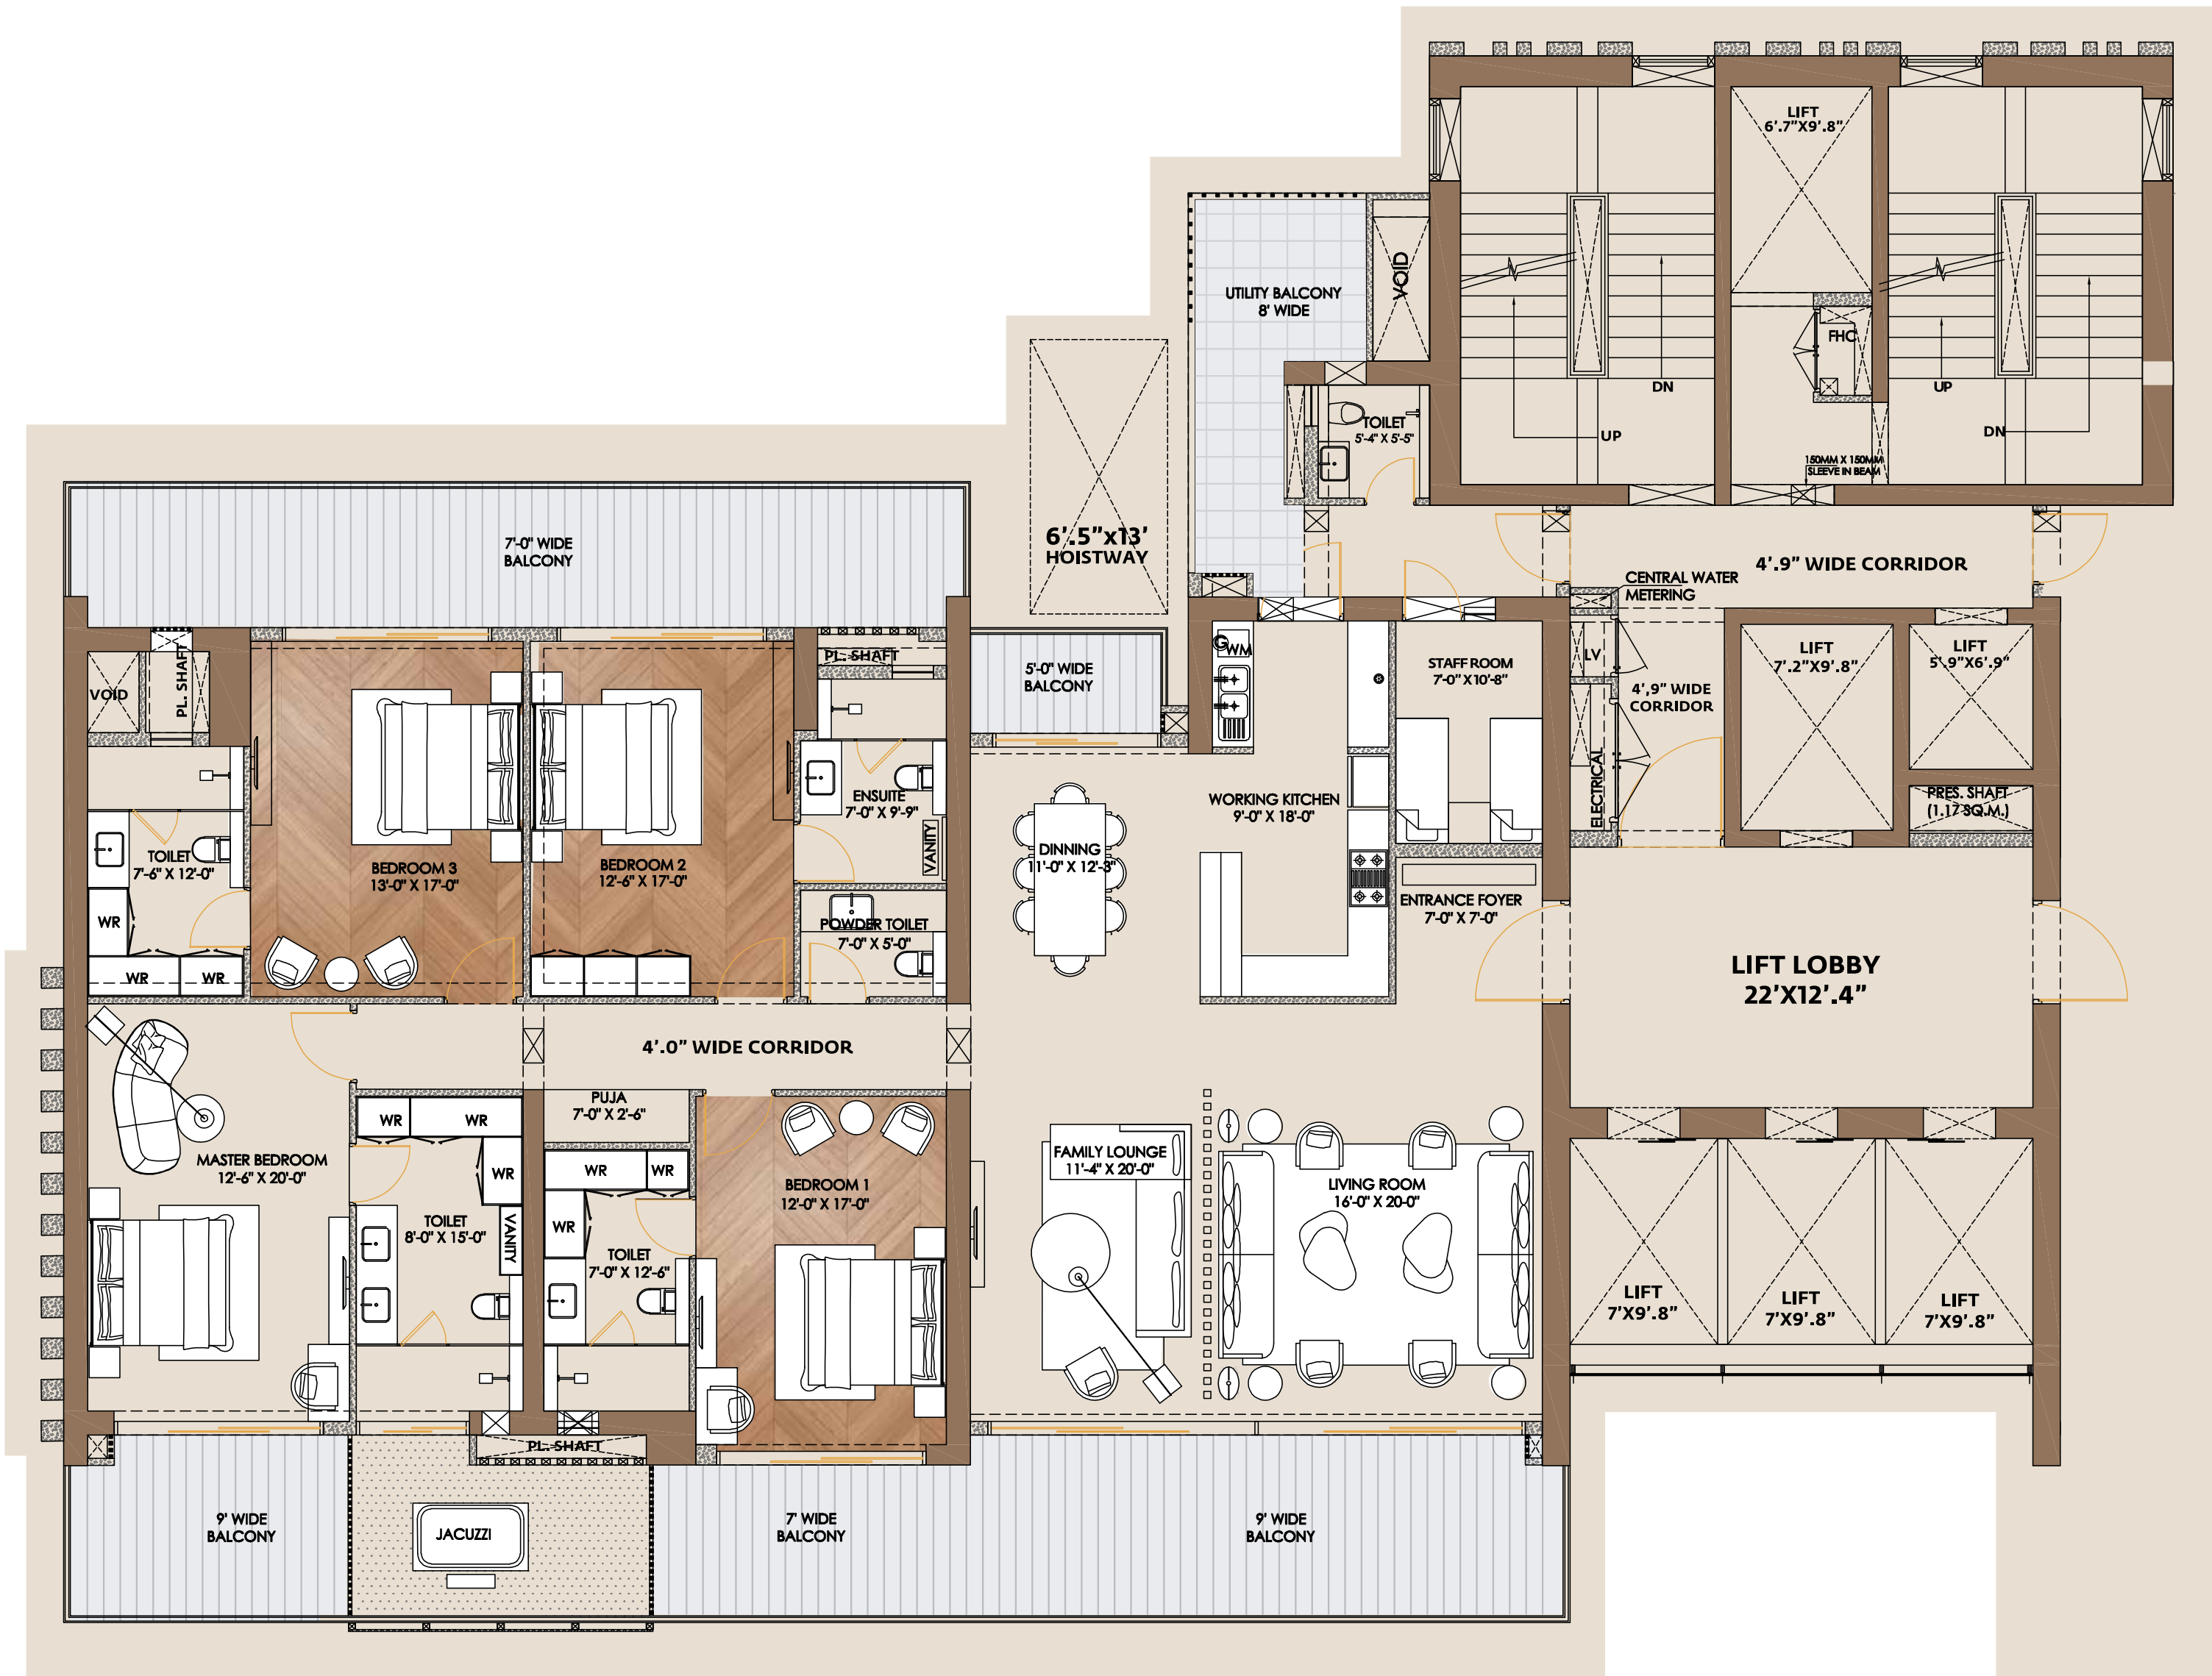 LIFT
6'.7"X9'.8"
UTILITY BALCONY
8' WIDE
VOID
FHC
DN
UP
UP
DN
TOILET
5'-4" X 5'-5"
150MM X 150MM
SLEEVE IN BEAM
7'-0" WIDE
BALCONY
6'.5"x13'
HOISTWAY
4'.9" WIDE CORRIDOR
CENTRAL WATER
METERING
VOID
PL. SHAFT
PL. SHAFT
5'-0" WIDE
BALCONY
G
WM
STAFF ROOM
7'-0" X10'-8"
LV
4',9" WIDE
CORRIDOR
LIFT
7'.2"X9'.8"
LIFT
5'.9"X6'.9"
ELECTRICAL
PRES. SHAFT
(1.17 SQ.M.)
TOILET
7'-6" X 12'-0"
BEDROOM 3
13'-0" X 17'-0"
BEDROOM 2
12'-6" X 17'-0"
ENSUITE
7'-0" X 9'-9"
VANITY
DINNING
11'-0" X 12'-3"
WORKING KITCHEN
9'-0" X 18'-0"
ENTRANCE FOYER
7'-0" X 7'-0"
WR
WR
WR
POWDER TOILET
7'-0" X 5'-0"
LIFT LOBBY
22'X12'.4"
4'.0" WIDE CORRIDOR
PUJA
7'-0" X 2'-6"
WR
WR
WR
MASTER BEDROOM
12'-6" X 20'-0"
WR
WR
WR
BEDROOM 1
12'-0" X 17'-0"
FAMILY LOUNGE
11'-4" X 20'-0"
LIVING ROOM
16'-0" X 20-0"
TOILET
8'-0" X 15'-0"
VANITY
TOILET
7'-0" X 12'-6"
LIFT
7'X9'.8"
LIFT
7'X9'.8"
LIFT
7'X9'.8"
PL. SHAFT
9' WIDE
BALCONY
JACUZZI
7' WIDE
BALCONY
9' WIDE
BALCONY